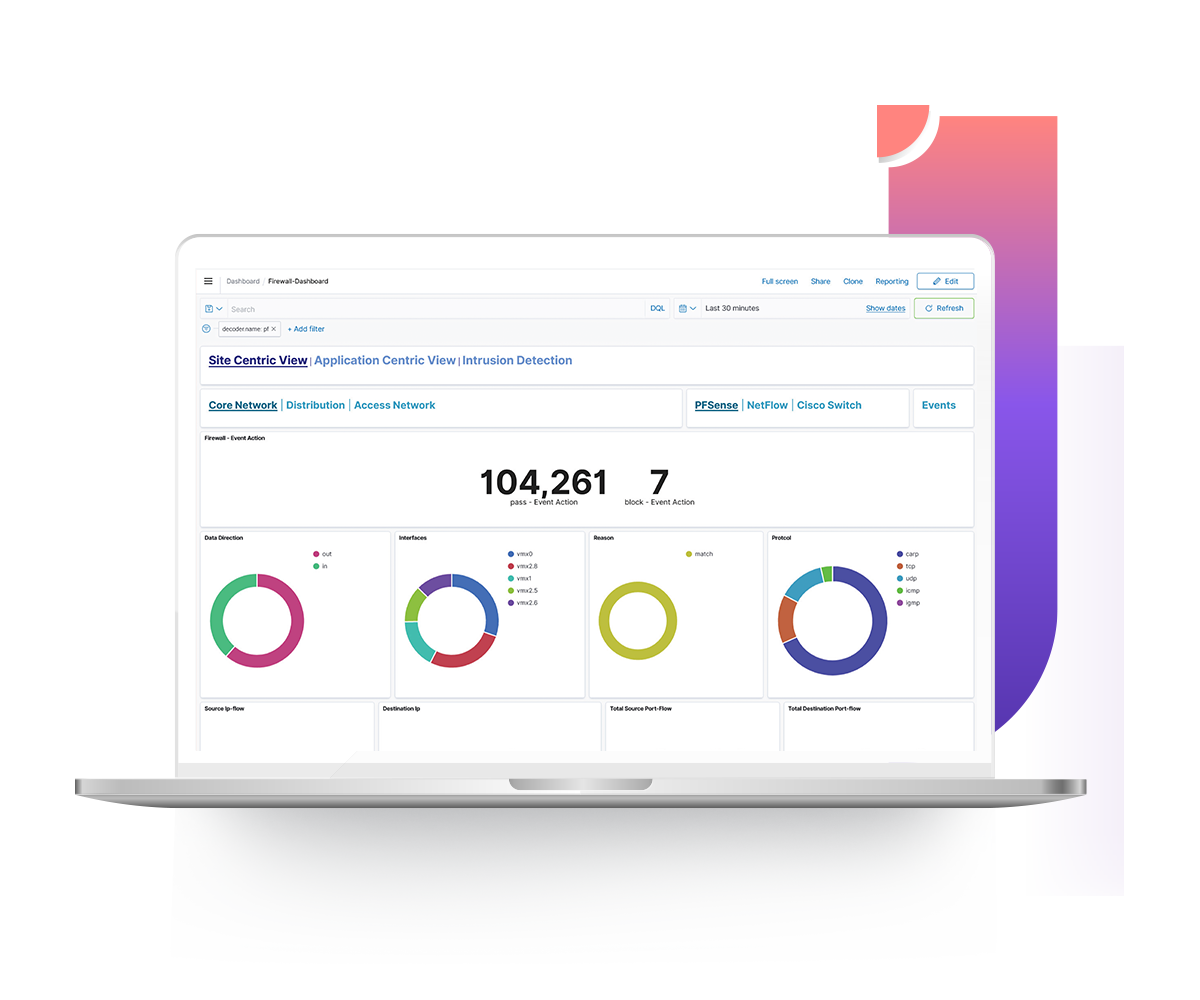 Dashboard / Firewall-Dashboard
Full screen Share Clone Reporting Edit
Search DQL Last 30 minutes Show dates Refresh
decoder.name: pf × + Add filter
Site Centric View | Application Centric View | Intrusion Detection
Core Network | Distribution | Access Network
PFSense | NetFlow | Cisco Switch
Events
Firewall - Event Action
104,261 7
pass - Event Action block - Event Action
Data Direction
out
in
Interfaces
vmx0
vmx2.8
vmx1
vmx2.5
vmx2.6
Reason
match
Protcol
carp
tcp
udp
icmp
igmp
Source Ip-flow
Destination Ip
Total Source Port-Flow
Total Destination Port-flow